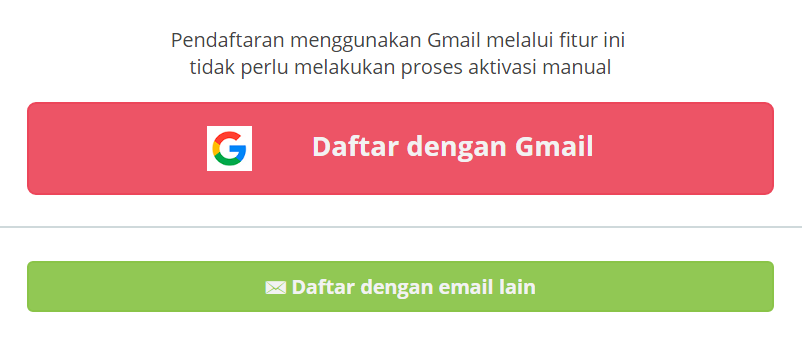 Pendaftaran menggunakan Gmail melalui fitur ini
tidak perlu melakukan proses aktivasi manual
Daftar dengan Gmail
Daftar dengan email lain